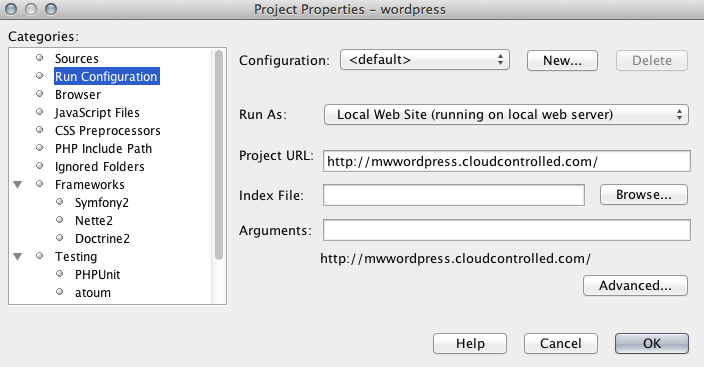 Project Properties – wordpress
Categories:
Sources
Run Configuration
Browser
JavaScript Files
CSS Preprocessors
PHP Include Path
Ignored Folders
Frameworks
Symfony2
Nette2
Doctrine2
Testing
PHPUnit
atoum
Configuration: <default> New... Delete
Run As: Local Web Site (running on local web server)
Project URL: http://mwwordpress.cloudcontrolled.com/
Index File: Browse...
Arguments:
http://mwwordpress.cloudcontrolled.com/
Advanced...
Help Cancel OK